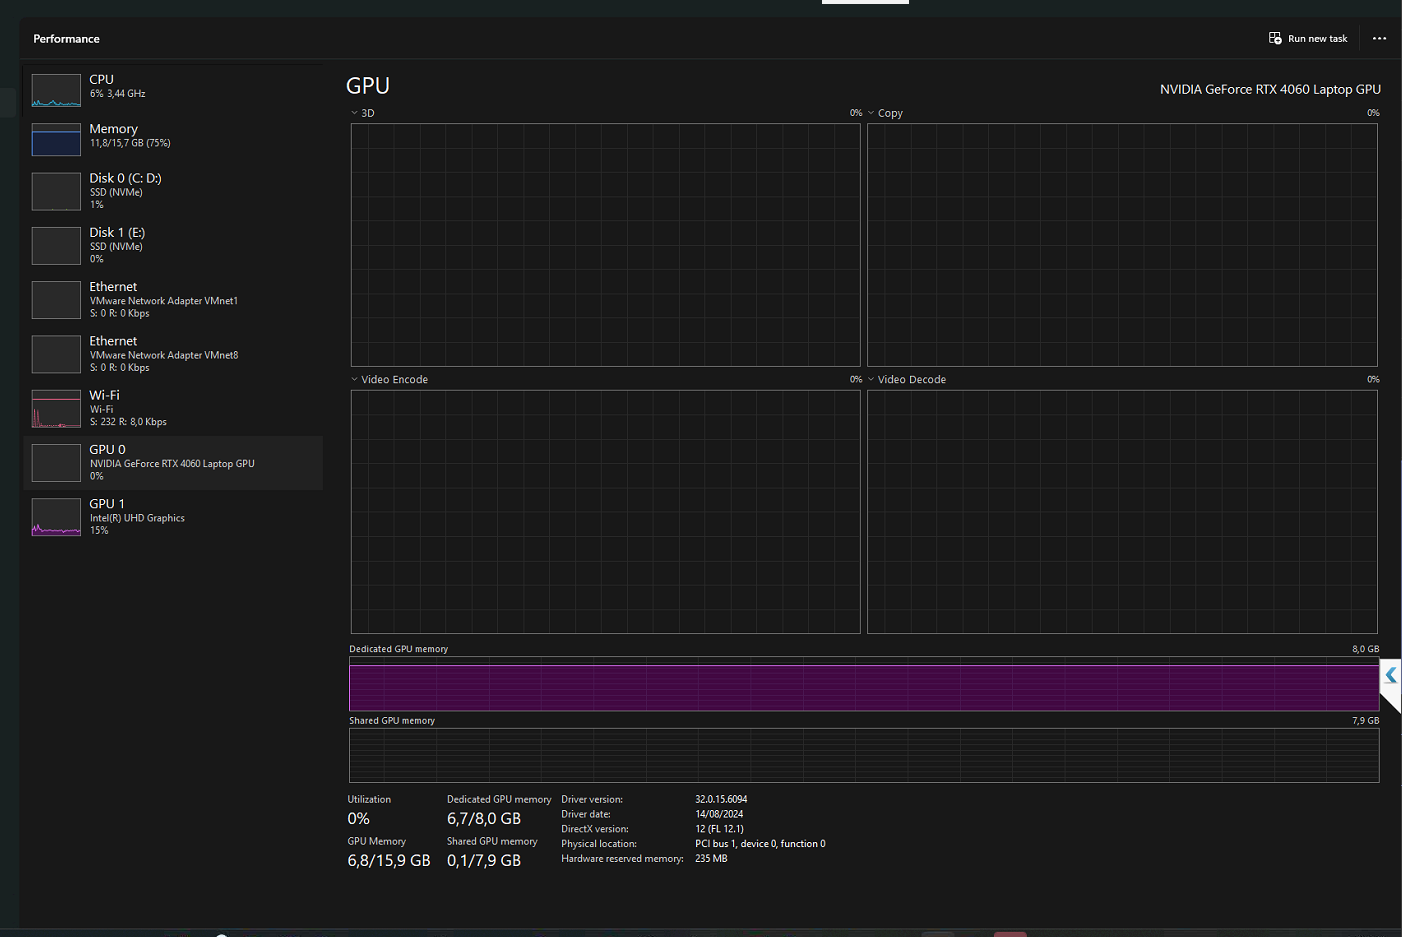 Performance
Run new task
CPU
6% 3,44 GHz
Memory
11,8/15,7 GB (75%)
Disk 0 (C: D:)
SSD (NVMe)
1%
Disk 1 (E:)
SSD (NVMe)
0%
Ethernet
VMware Network Adapter VMnet1
S: 0 R: 0 Kbps
Ethernet
VMware Network Adapter VMnet8
S: 0 R: 0 Kbps
Wi-Fi
Wi-Fi
S: 232 R: 8,0 Kbps
GPU 0
NVIDIA GeForce RTX 4060 Laptop GPU
0%
GPU 1
Intel(R) UHD Graphics
15%
GPU
NVIDIA GeForce RTX 4060 Laptop GPU
3D 0%
Copy 0%
Video Encode 0%
Video Decode 0%
Dedicated GPU memory 8,0 GB
Shared GPU memory 7,9 GB
Utilization
0%
Dedicated GPU memory
6,7/8,0 GB
GPU Memory
6,8/15,9 GB
Shared GPU memory
0,1/7,9 GB
Driver version: 32.0.15.6094
Driver date: 14/08/2024
DirectX version: 12 (FL 12.1)
Physical location: PCI bus 1, device 0, function 0
Hardware reserved memory: 235 MB